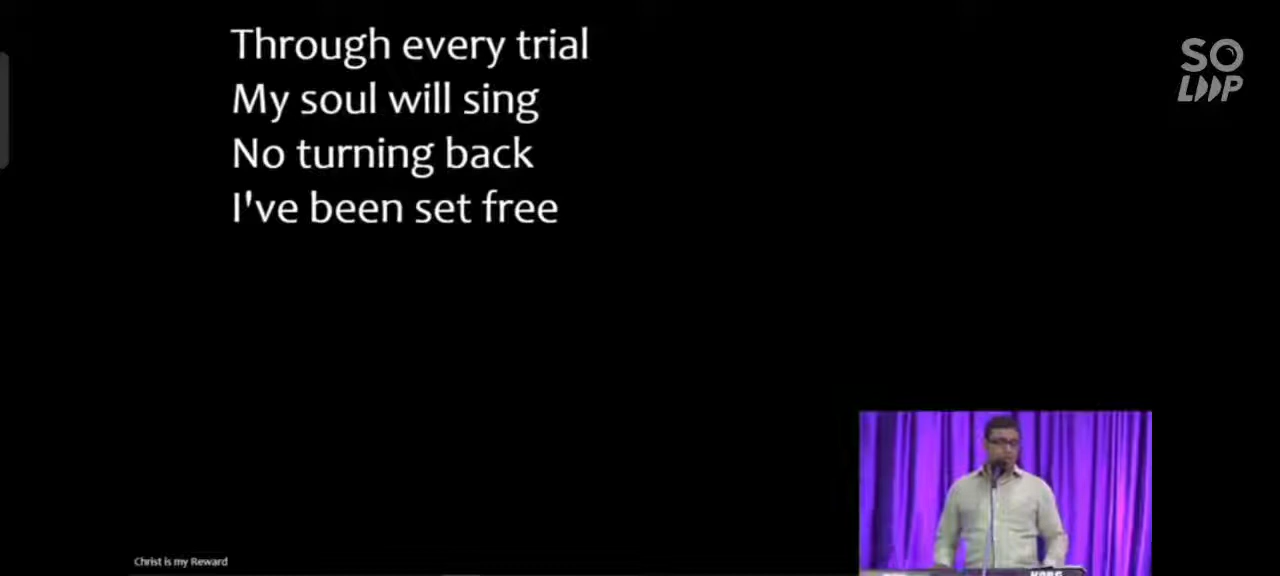 Through every trial
My soul will sing
No turning back
I've been set free
SO
LOOP
Christ is my Reward
KORG